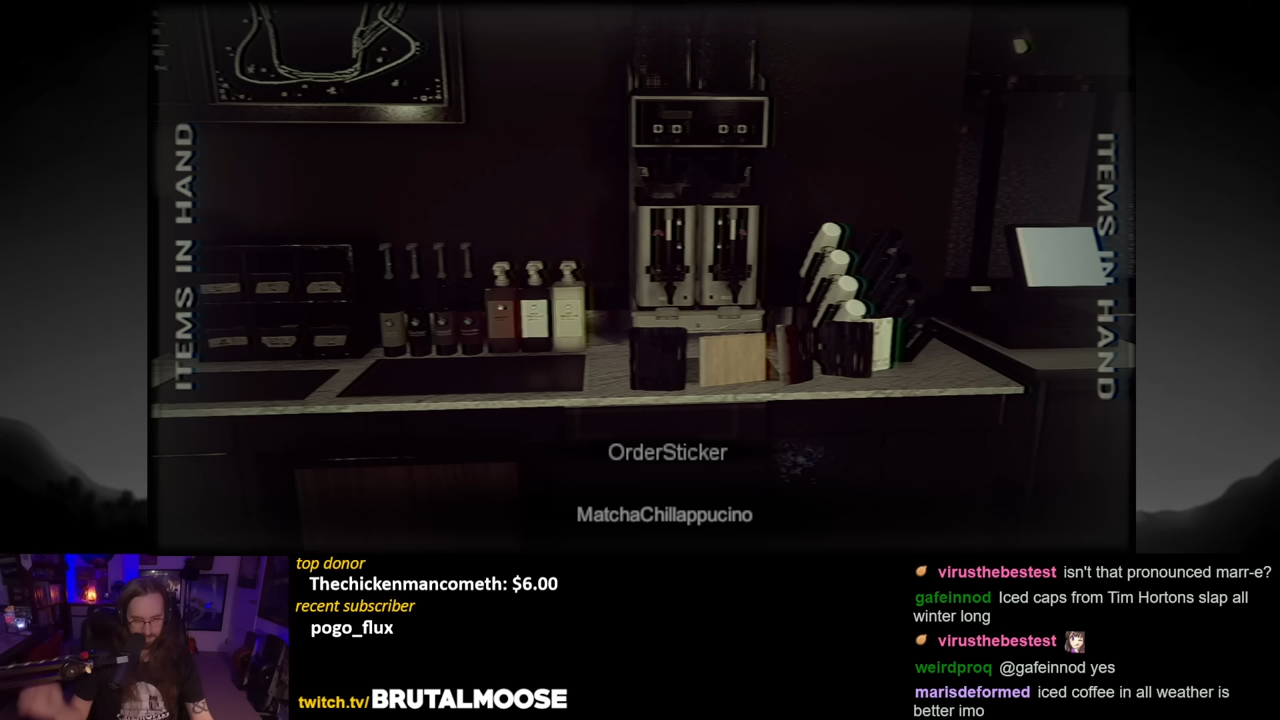 ITEMS IN HAND
ITEMS IN HAND
OrderSticker
MatchaChillappucino
top donor
Thechickenmancometh: $6.00
recent subscriber
pogo_flux
twitch.tv/BRUTALMOOSE
virusthebestest isn't that pronounced marr-e?
gafeinnod Iced caps from Tim Hortons slap all
winter long
virusthebestest
weirdproq @gafeinnod yes
marisdeformed iced coffee in all weather is
better imo